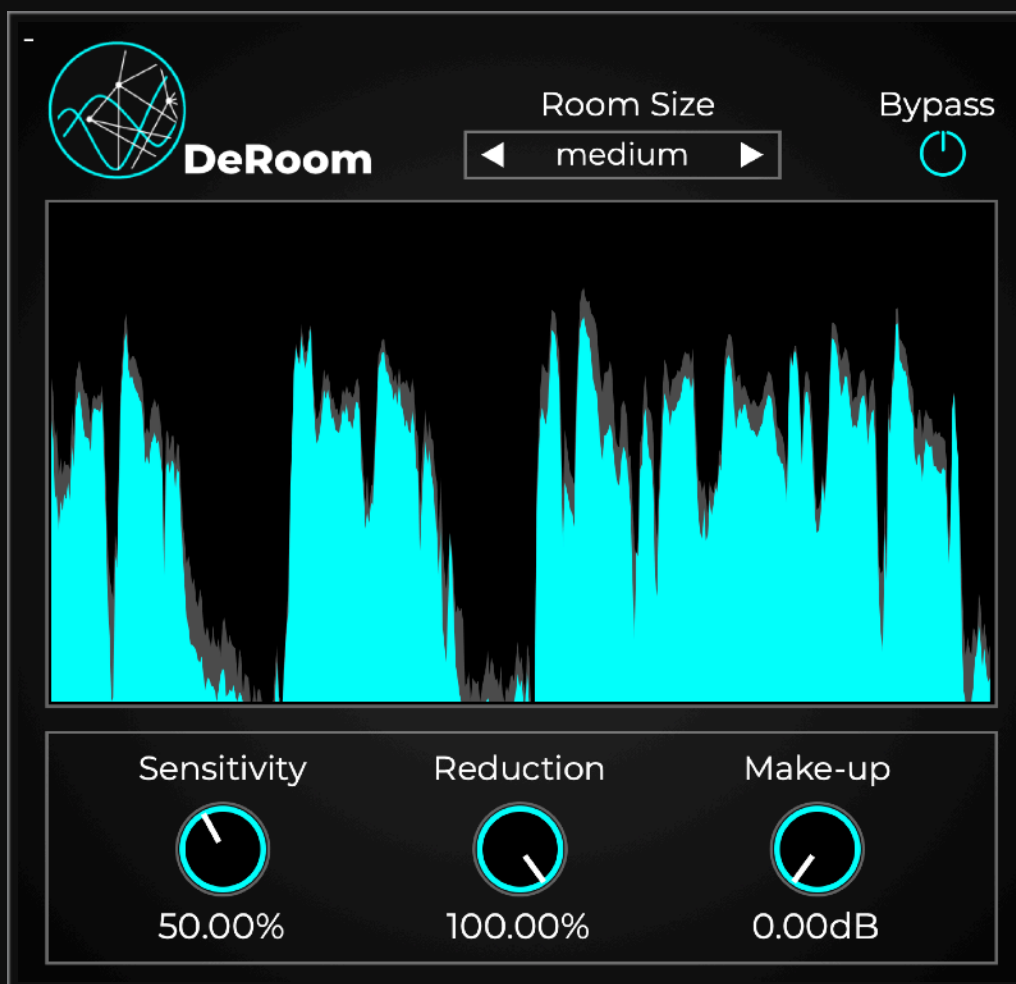 -
Room Size
Bypass
DeRoom
medium
Sensitivity
Reduction
Make-up
50.00%
100.00%
0.00dB